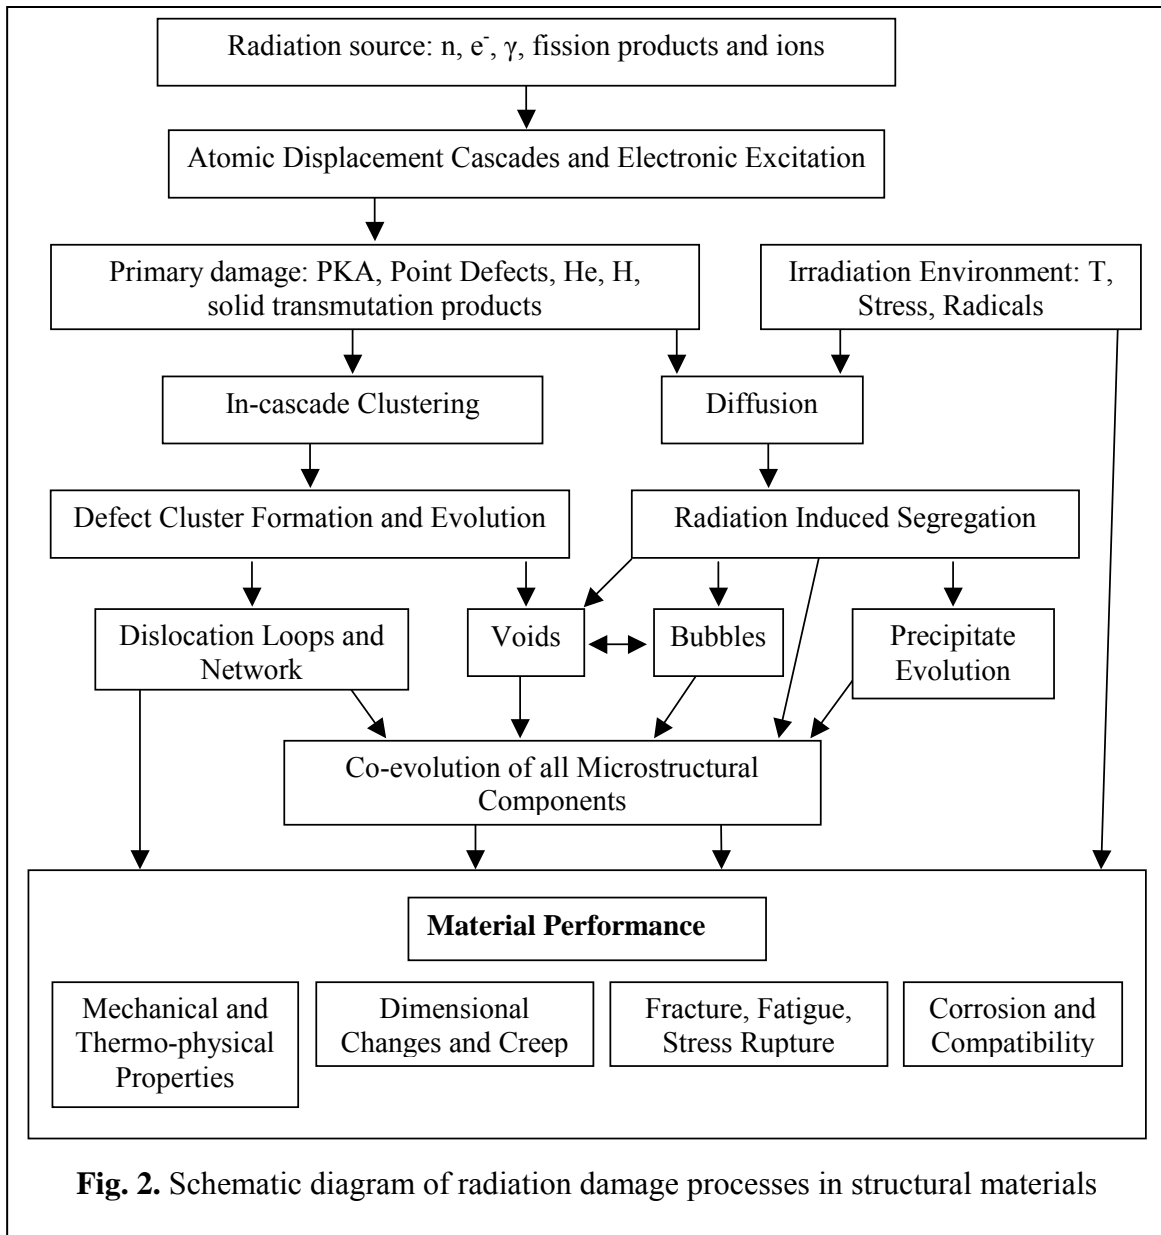 Radiation source: n, e⁻, γ, fission products and ions
Atomic Displacement Cascades and Electronic Excitation
Primary damage: PKA, Point Defects, He, H,
solid transmutation products
Irradiation Environment: T,
Stress, Radicals
In-cascade Clustering
Diffusion
Defect Cluster Formation and Evolution
Radiation Induced Segregation
Dislocation Loops and
Network
Voids
Bubbles
Precipitate
Evolution
Co-evolution of all Microstructural
Components
Material Performance
Mechanical and
Thermo-physical
Properties
Dimensional
Changes and Creep
Fracture, Fatigue,
Stress Rupture
Corrosion and
Compatibility
Fig. 2. Schematic diagram of radiation damage processes in structural materials